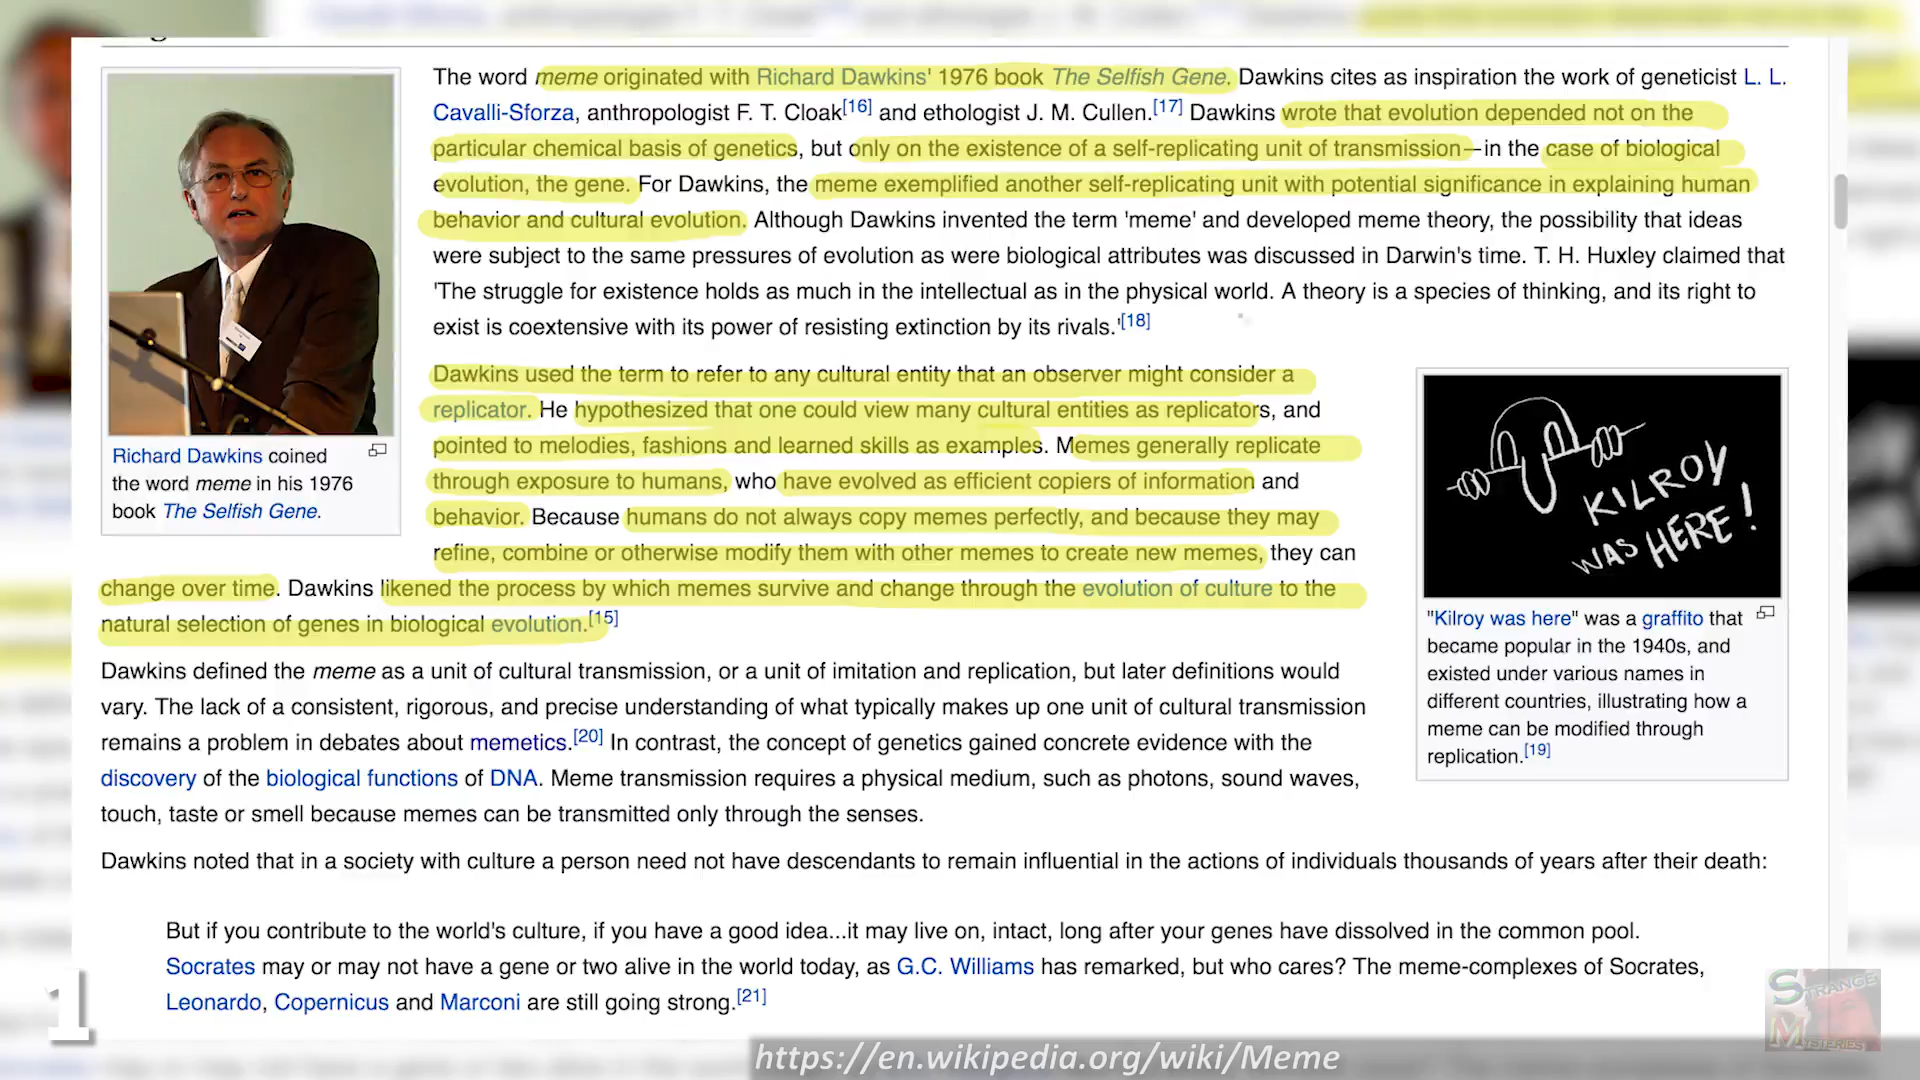 The word meme originated with Richard Dawkins' 1976 book The Selfish Gene. Dawkins cites as inspiration the work of geneticist L. L.
Cavalli-Sforza, anthropologist F. T. Cloak[16] and ethologist J. M. Cullen.[17] Dawkins wrote that evolution depended not on the
particular chemical basis of genetics, but only on the existence of a self-replicating unit of transmission—in the case of biological
evolution, the gene. For Dawkins, the meme exemplified another self-replicating unit with potential significance in explaining human
behavior and cultural evolution. Although Dawkins invented the term 'meme' and developed meme theory, the possibility that ideas
were subject to the same pressures of evolution as were biological attributes was discussed in Darwin's time. T. H. Huxley claimed that
'The struggle for existence holds as much in the intellectual as in the physical world. A theory is a species of thinking, and its right to
exist is coextensive with its power of resisting extinction by its rivals.'[18]
Richard Dawkins coined
the word meme in his 1976
book The Selfish Gene.
Dawkins used the term to refer to any cultural entity that an observer might consider a
replicator. He hypothesized that one could view many cultural entities as replicators, and
pointed to melodies, fashions and learned skills as examples. Memes generally replicate
through exposure to humans, who have evolved as efficient copiers of information and
behavior. Because humans do not always copy memes perfectly, and because they may
refine, combine or otherwise modify them with other memes to create new memes, they can
change over time. Dawkins likened the process by which memes survive and change through the evolution of culture to the
natural selection of genes in biological evolution.[15]
KILROY
WAS HERE!
"Kilroy was here" was a graffito that
became popular in the 1940s, and
existed under various names in
different countries, illustrating how a
meme can be modified through
replication.[19]
Dawkins defined the meme as a unit of cultural transmission, or a unit of imitation and replication, but later definitions would
vary. The lack of a consistent, rigorous, and precise understanding of what typically makes up one unit of cultural transmission
remains a problem in debates about memetics.[20] In contrast, the concept of genetics gained concrete evidence with the
discovery of the biological functions of DNA. Meme transmission requires a physical medium, such as photons, sound waves,
touch, taste or smell because memes can be transmitted only through the senses.
Dawkins noted that in a society with culture a person need not have descendants to remain influential in the actions of individuals thousands of years after their death:
But if you contribute to the world's culture, if you have a good idea...it may live on, intact, long after your genes have dissolved in the common pool.
Socrates may or may not have a gene or two alive in the world today, as G.C. Williams has remarked, but who cares? The meme-complexes of Socrates,
Leonardo, Copernicus and Marconi are still going strong.[21]
1
STRANGE
MYSTERIES
https://en.wikipedia.org/wiki/Meme